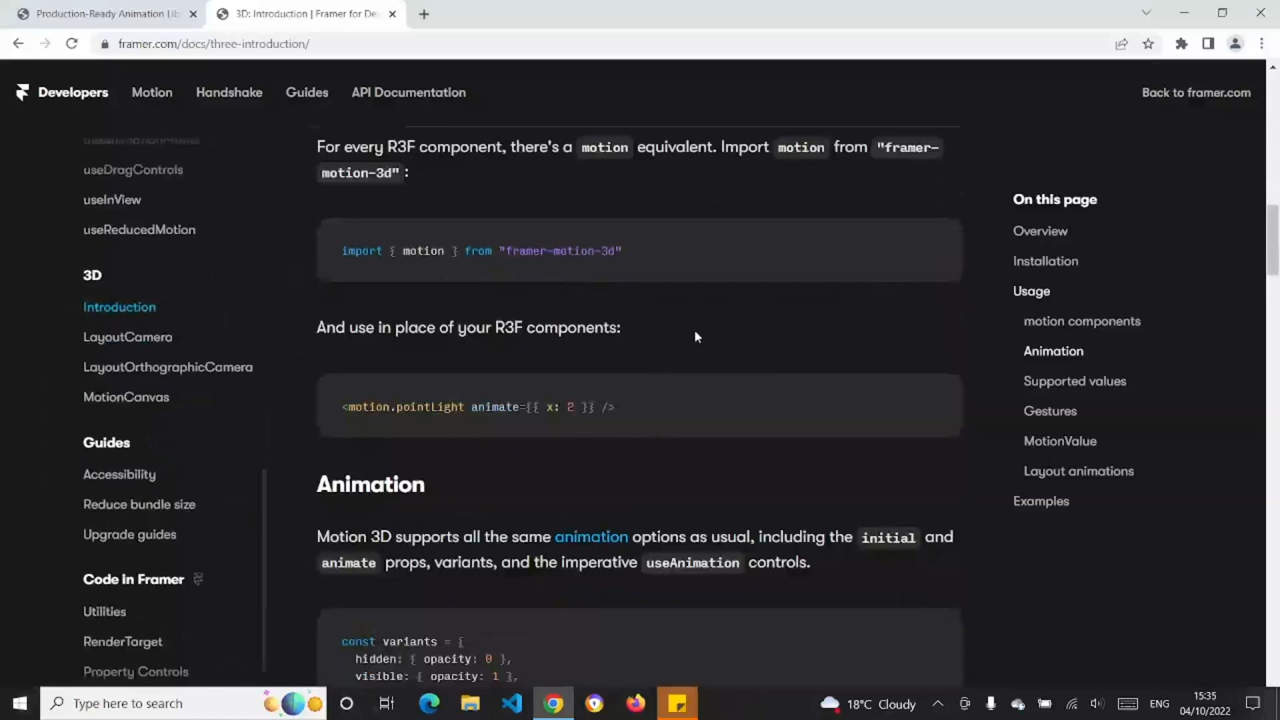 Production-Ready Animation Lib
3D: Introduction | Framer for De
framer.com/docs/three-introduction/
Developers
Motion
Handshake
Guides
API Documentation
Back to framer.com
useDragControls
useInView
useReducedMotion
3D
Introduction
LayoutCamera
LayoutOrthographicCamera
MotionCanvas
Guides
Accessibility
Reduce bundle size
Upgrade guides
Code in Framer
Utilities
RenderTarget
Property Controls
For every R3F component, there's a motion equivalent. Import motion from "framer-
motion-3d" :
import { motion } from "framer-motion-3d"
And use in place of your R3F components:
<motion.pointLight animate={{ x: 2 }} />
Animation
Motion 3D supports all the same animation options as usual, including the initial and
animate props, variants, and the imperative useAnimation controls.
const variants = {
hidden: { opacity: 0 },
visible: { opacity: 1 },
On this page
Overview
Installation
Usage
motion components
Animation
Supported values
Gestures
MotionValue
Layout animations
Examples
Type here to search
18°C Cloudy
ENG
15:35
04/10/2022